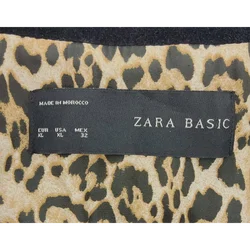 MADE IN MOROCCO
ZARA BASIC
EUR USA MEX
XL XL 32